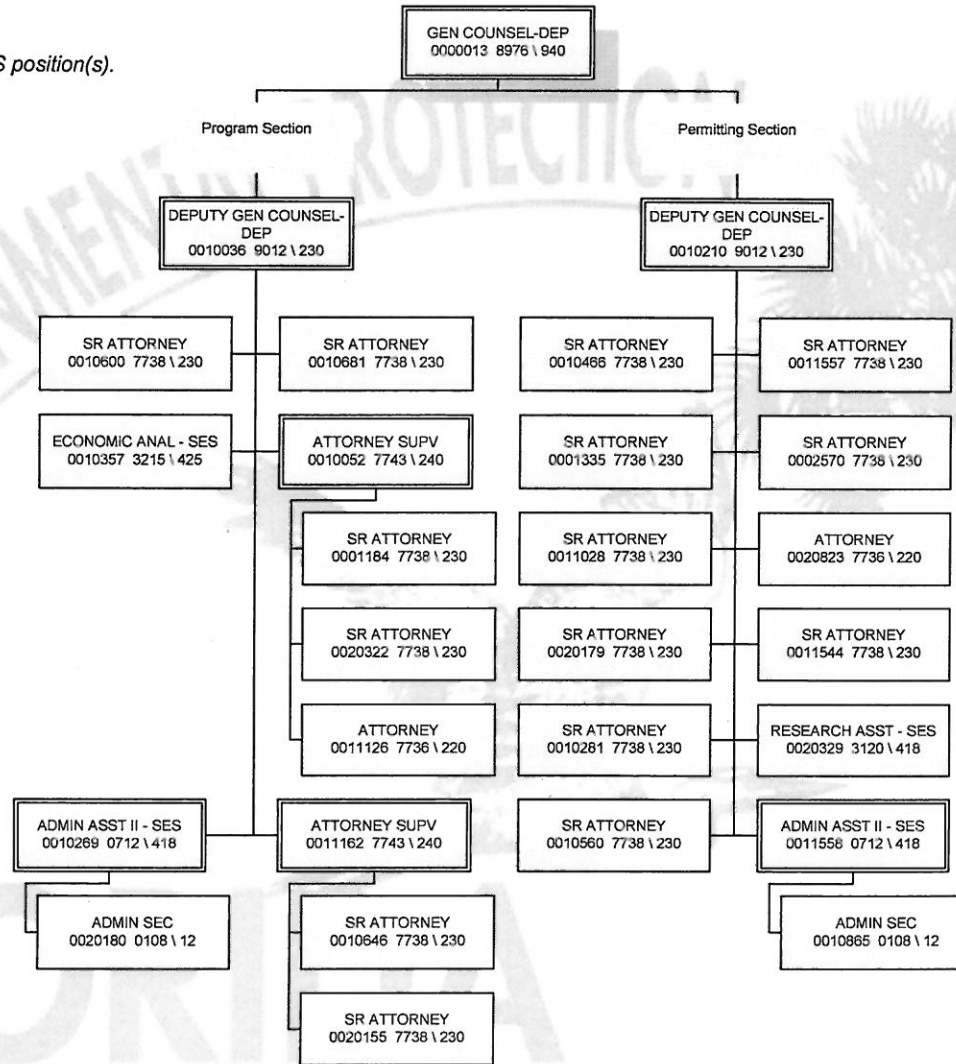 S position(s).
GEN COUNSEL-DEP
0000013 8976 \ 940
Program Section
Permitting Section
DEPUTY GEN COUNSEL-
DEP
0010036 9012 \ 230
DEPUTY GEN COUNSEL-
DEP
0010210 9012 \ 230
SR ATTORNEY
0010600 7738 \ 230
SR ATTORNEY
0010681 7738 \ 230
SR ATTORNEY
0010466 7738 \ 230
SR ATTORNEY
0011557 7738 \ 230
ECONOMIC ANAL - SES
0010357 3215 \ 425
ATTORNEY SUPV
0010052 7743 \ 240
SR ATTORNEY
0001335 7738 \ 230
SR ATTORNEY
0002570 7738 \ 230
SR ATTORNEY
0001184 7738 \ 230
SR ATTORNEY
0011028 7738 \ 230
ATTORNEY
0020823 7736 \ 220
SR ATTORNEY
0020322 7738 \ 230
SR ATTORNEY
0020179 7738 \ 230
SR ATTORNEY
0011544 7738 \ 230
ATTORNEY
0011126 7736 \ 220
SR ATTORNEY
0010281 7738 \ 230
RESEARCH ASST - SES
0020329 3120 \ 418
ADMIN ASST II - SES
0010269 0712 \ 418
ATTORNEY SUPV
0011162 7743 \ 240
SR ATTORNEY
0010560 7738 \ 230
ADMIN ASST II - SES
0011558 0712 \ 418
ADMIN SEC
0020180 0108 \ 12
SR ATTORNEY
0010646 7738 \ 230
ADMIN SEC
0010865 0108 \ 12
SR ATTORNEY
0020155 7738 \ 230